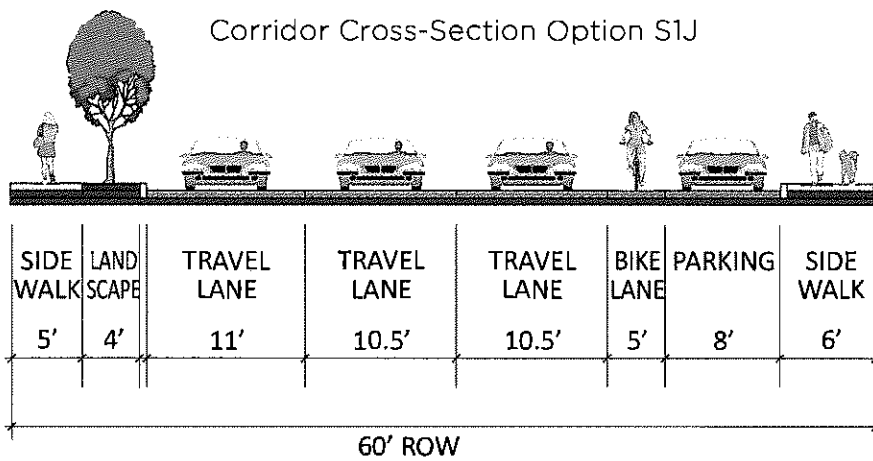 Corridor Cross-Section Option S1J
SIDE LAND TRAVEL TRAVEL TRAVEL BIKE PARKING SIDE
WALK SCAPE LANE LANE LANE LANE WALK
5' 4' 11' 10.5' 10.5' 5' 8' 6'
60' ROW